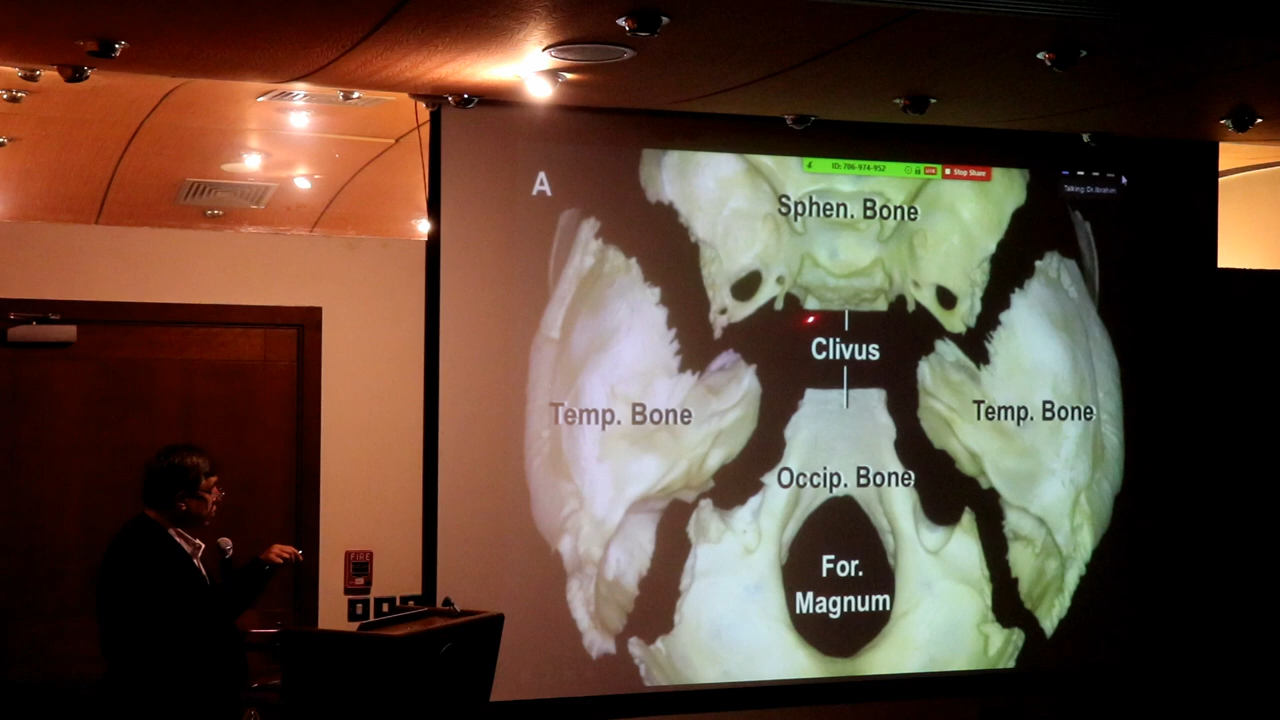 A
ID: 706-974-952
Stop Share
Talking: Dr.Ibrahim
Sphen. Bone
Clivus
Temp. Bone
Temp. Bone
Occip. Bone
For.
Magnum
FIRE